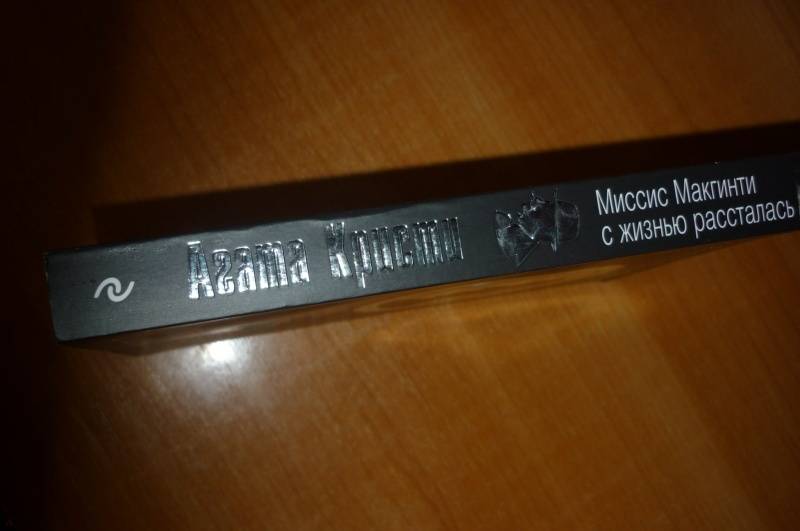 Агата Кристи
Миссис Макгинти
с жизнью рассталась